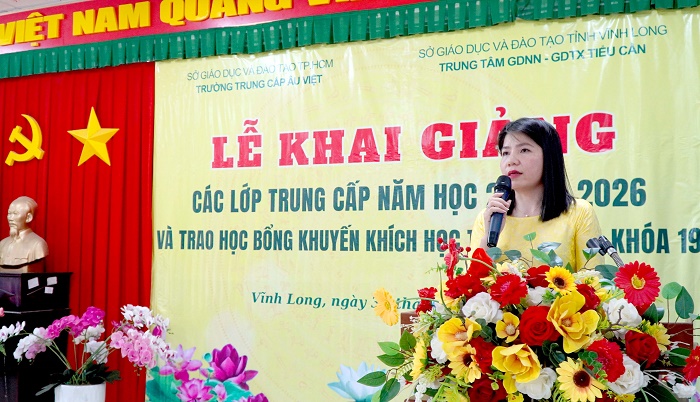 VIỆT NAM QUANG VINH
SỞ GIÁO DỤC VÀ ĐÀO TẠO TP.HCM
TRƯỜNG TRUNG CẤP ÂU VIỆT
SỞ GIÁO DỤC VÀ ĐÀO TẠO TỈNH VĨNH LONG
TRUNG TÂM GDNN - GDTX TIỂU CẦN
LỄ KHAI GIẢNG
CÁC LỚP TRUNG CẤP NĂM HỌC 2026
VÀ TRAO HỌC BỔNG KHUYẾN KHÍCH HỌC KHÓA 19
Vĩnh Long, ngày